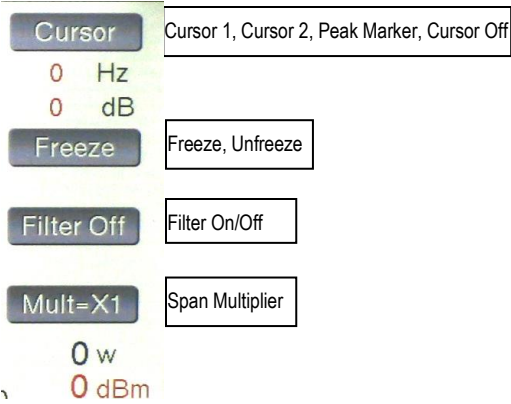 Cursor
Cursor 1, Cursor 2, Peak Marker, Cursor Off
0 Hz
0 dB
Freeze
Freeze, Unfreeze
Filter Off
Filter On/Off
Mult=X1
Span Multiplier
0 w
0 dBm